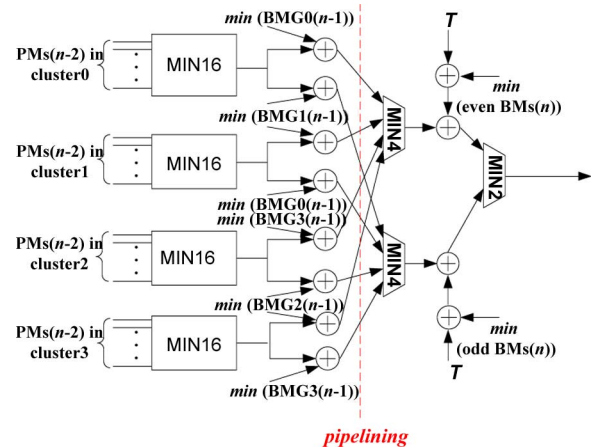 min (BMG0(n-1))
PMs(n-2) in
cluster0
MIN16
T
min
(even BMs(n))
min (BMG1(n-1))
MIN4
PMs(n-2) in
cluster1
MIN16
MIN2
min (BMG0(n-1))
min (BMG3(n-1))
PMs(n-2) in
cluster2
MIN16
MIN4
min (BMG2(n-1))
min
(odd BMs(n))
PMs(n-2) in
cluster3
MIN16
min (BMG3(n-1))
T
pipelining